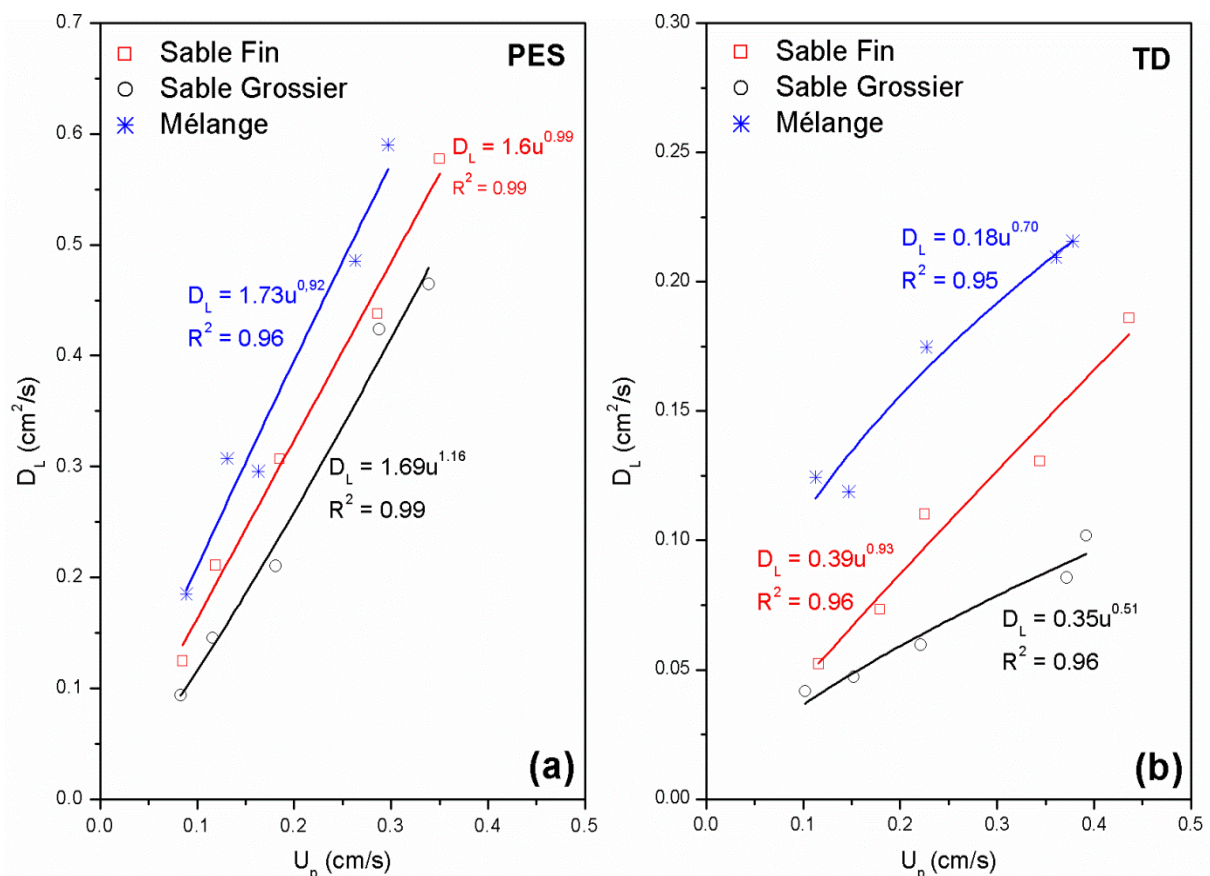 PES
Sable Fin
Sable Grossier
Mélange
D_L = 1.6u^0.99
R^2 = 0.99
D_L = 1.73u^0,92
R^2 = 0.96
D_L = 1.69u^1.16
R^2 = 0.99
(a)
D_L (cm^2/s)
0.7
0.6
0.5
0.4
0.3
0.2
0.1
0.0
0.0 0.1 0.2 0.3 0.4 0.5
U_p (cm/s)
TD
Sable Fin
Sable Grossier
Mélange
D_L = 0.18u^0.70
R^2 = 0.95
D_L = 0.39u^0.93
R^2 = 0.96
D_L = 0.35u^0.51
R^2 = 0.96
(b)
D_L (cm^2/s)
0.30
0.25
0.20
0.15
0.10
0.05
0.00
0.0 0.1 0.2 0.3 0.4 0.5
U_p (cm/s)